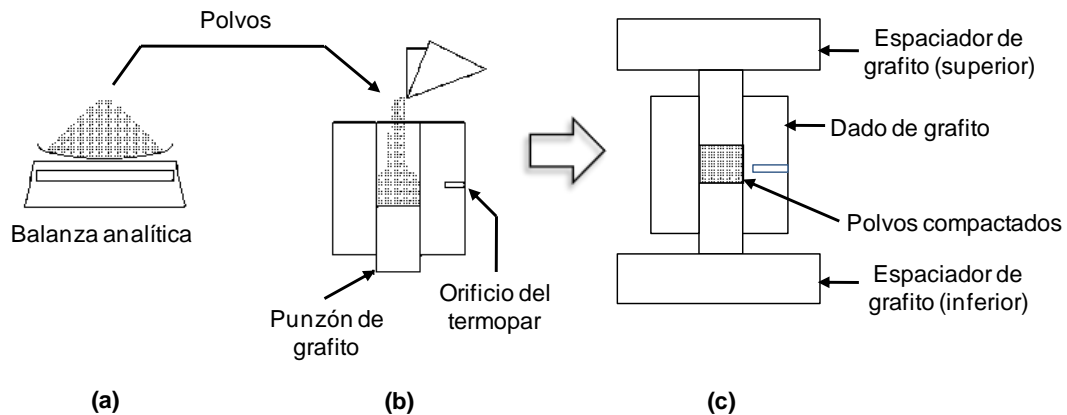 Polvos
Balanza analítica
Punzón de
grafito
Orificio del
termopar
Espaciador de
grafito (superior)
Dado de grafito
Polvos compactados
Espaciador de
grafito (inferior)
(a)
(b)
(c)